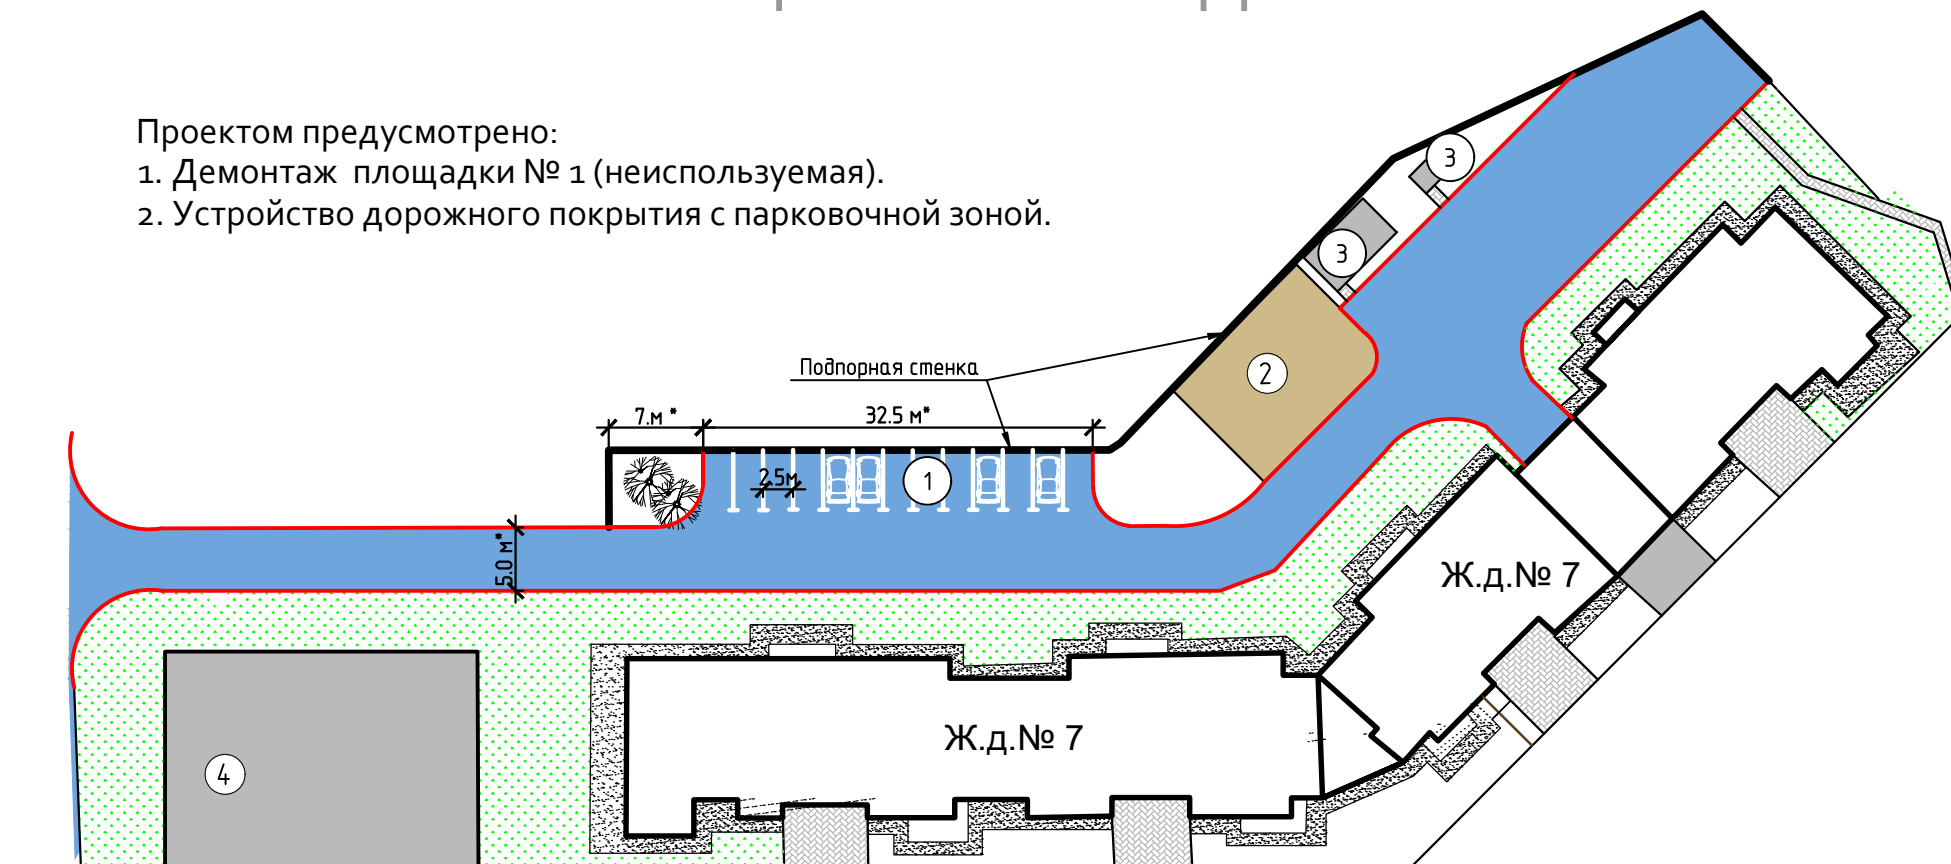 Проектом предусмотрено:
1. Демонтаж площадки № 1 (неиспользуемая).
2. Устройство дорожного покрытия с парковочной зоной.
3
3
Подпорная стенка
2
7.м *
32.5 м*
2.5м
1
5.0 м*
Ж.д.№ 7
Ж.д.№ 7
4